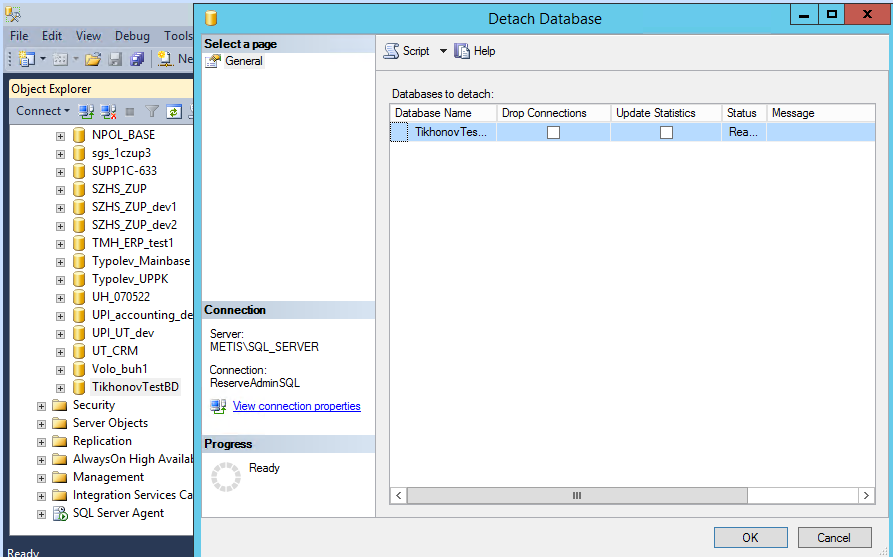 Detach Database
File Edit View Debug Tools
Ne
Object Explorer
Connect
NPOL_BASE
sgs_1czup3
SUPP1C-633
SZHS_ZUP
SZHS_ZUP_dev1
SZHS_ZUP_dev2
TMH_ERP_test1
Typolev_Mainbase
Typolev_UPPK
UH_070522
UPI_accounting_de
UPI_UT_dev
UT_CRM
Volo_buh1
TikhonovTestBD
Security
Server Objects
Replication
AlwaysOn High Availab
Management
Integration Services Ca
SQL Server Agent
Ready
Select a page
General
Script Help
Databases to detach:
Database Name Drop Connections Update Statistics Status Message
TikhonovTes... Rea...
Connection
Server:
METIS\SQL_SERVER
Connection:
ReserveAdminSQL
View connection properties
Progress
Ready
OK Cancel